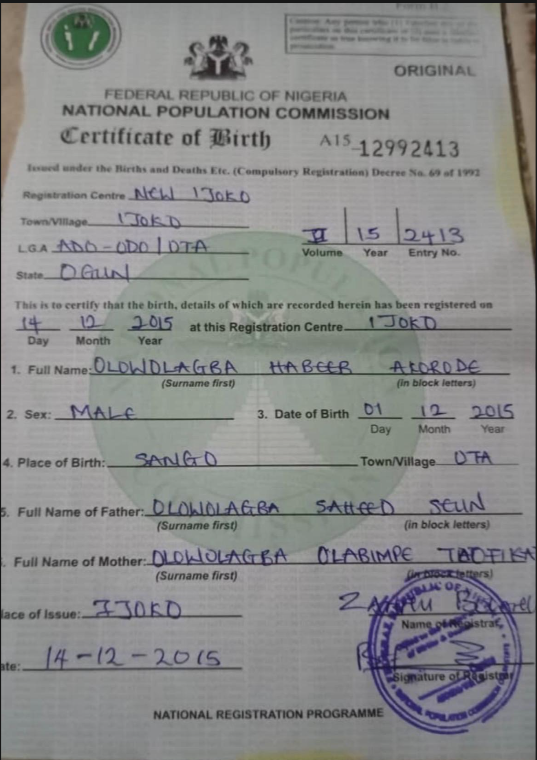 ORIGINAL
FEDERAL REPUBLIC OF NIGERIA
NATIONAL POPULATION COMMISSION
Certificate of Birth A15 12992413
Issued under the Births and Deaths Etc. (Compulsory Registration) Decree No. 69 of 1992
Registration Centre NEW IJOKO
Town/Village IJOKO
II 15 2413
L.G.A ADO-ODO/OTA
Volume Year Entry No.
State OGUN
This is to certify that the birth, details of which are recorded herein has been registered on
14 12 2015 at this Registration Centre IJOKO
Day Month Year
1. Full Name: OLOWOLAGBA HABEEB AKOREDE
(Surname first) (in block letters)
2. Sex: MALE 3. Date of Birth 01 12 2015
Day Month Year
4. Place of Birth: SANGO Town/Village OTA
5. Full Name of Father: OLOWOLAGBA SAHEED SEUN
(Surname first) (in block letters)
. Full Name of Mother: OLOWOLAGBA OLABIMPE TAOFIKA
(Surname first) (in block letters)
lace of Issue: IJOKO
Name of Registrar
ate: 14-12-2015
Signature of Registrar
NATIONAL REGISTRATION PROGRAMME